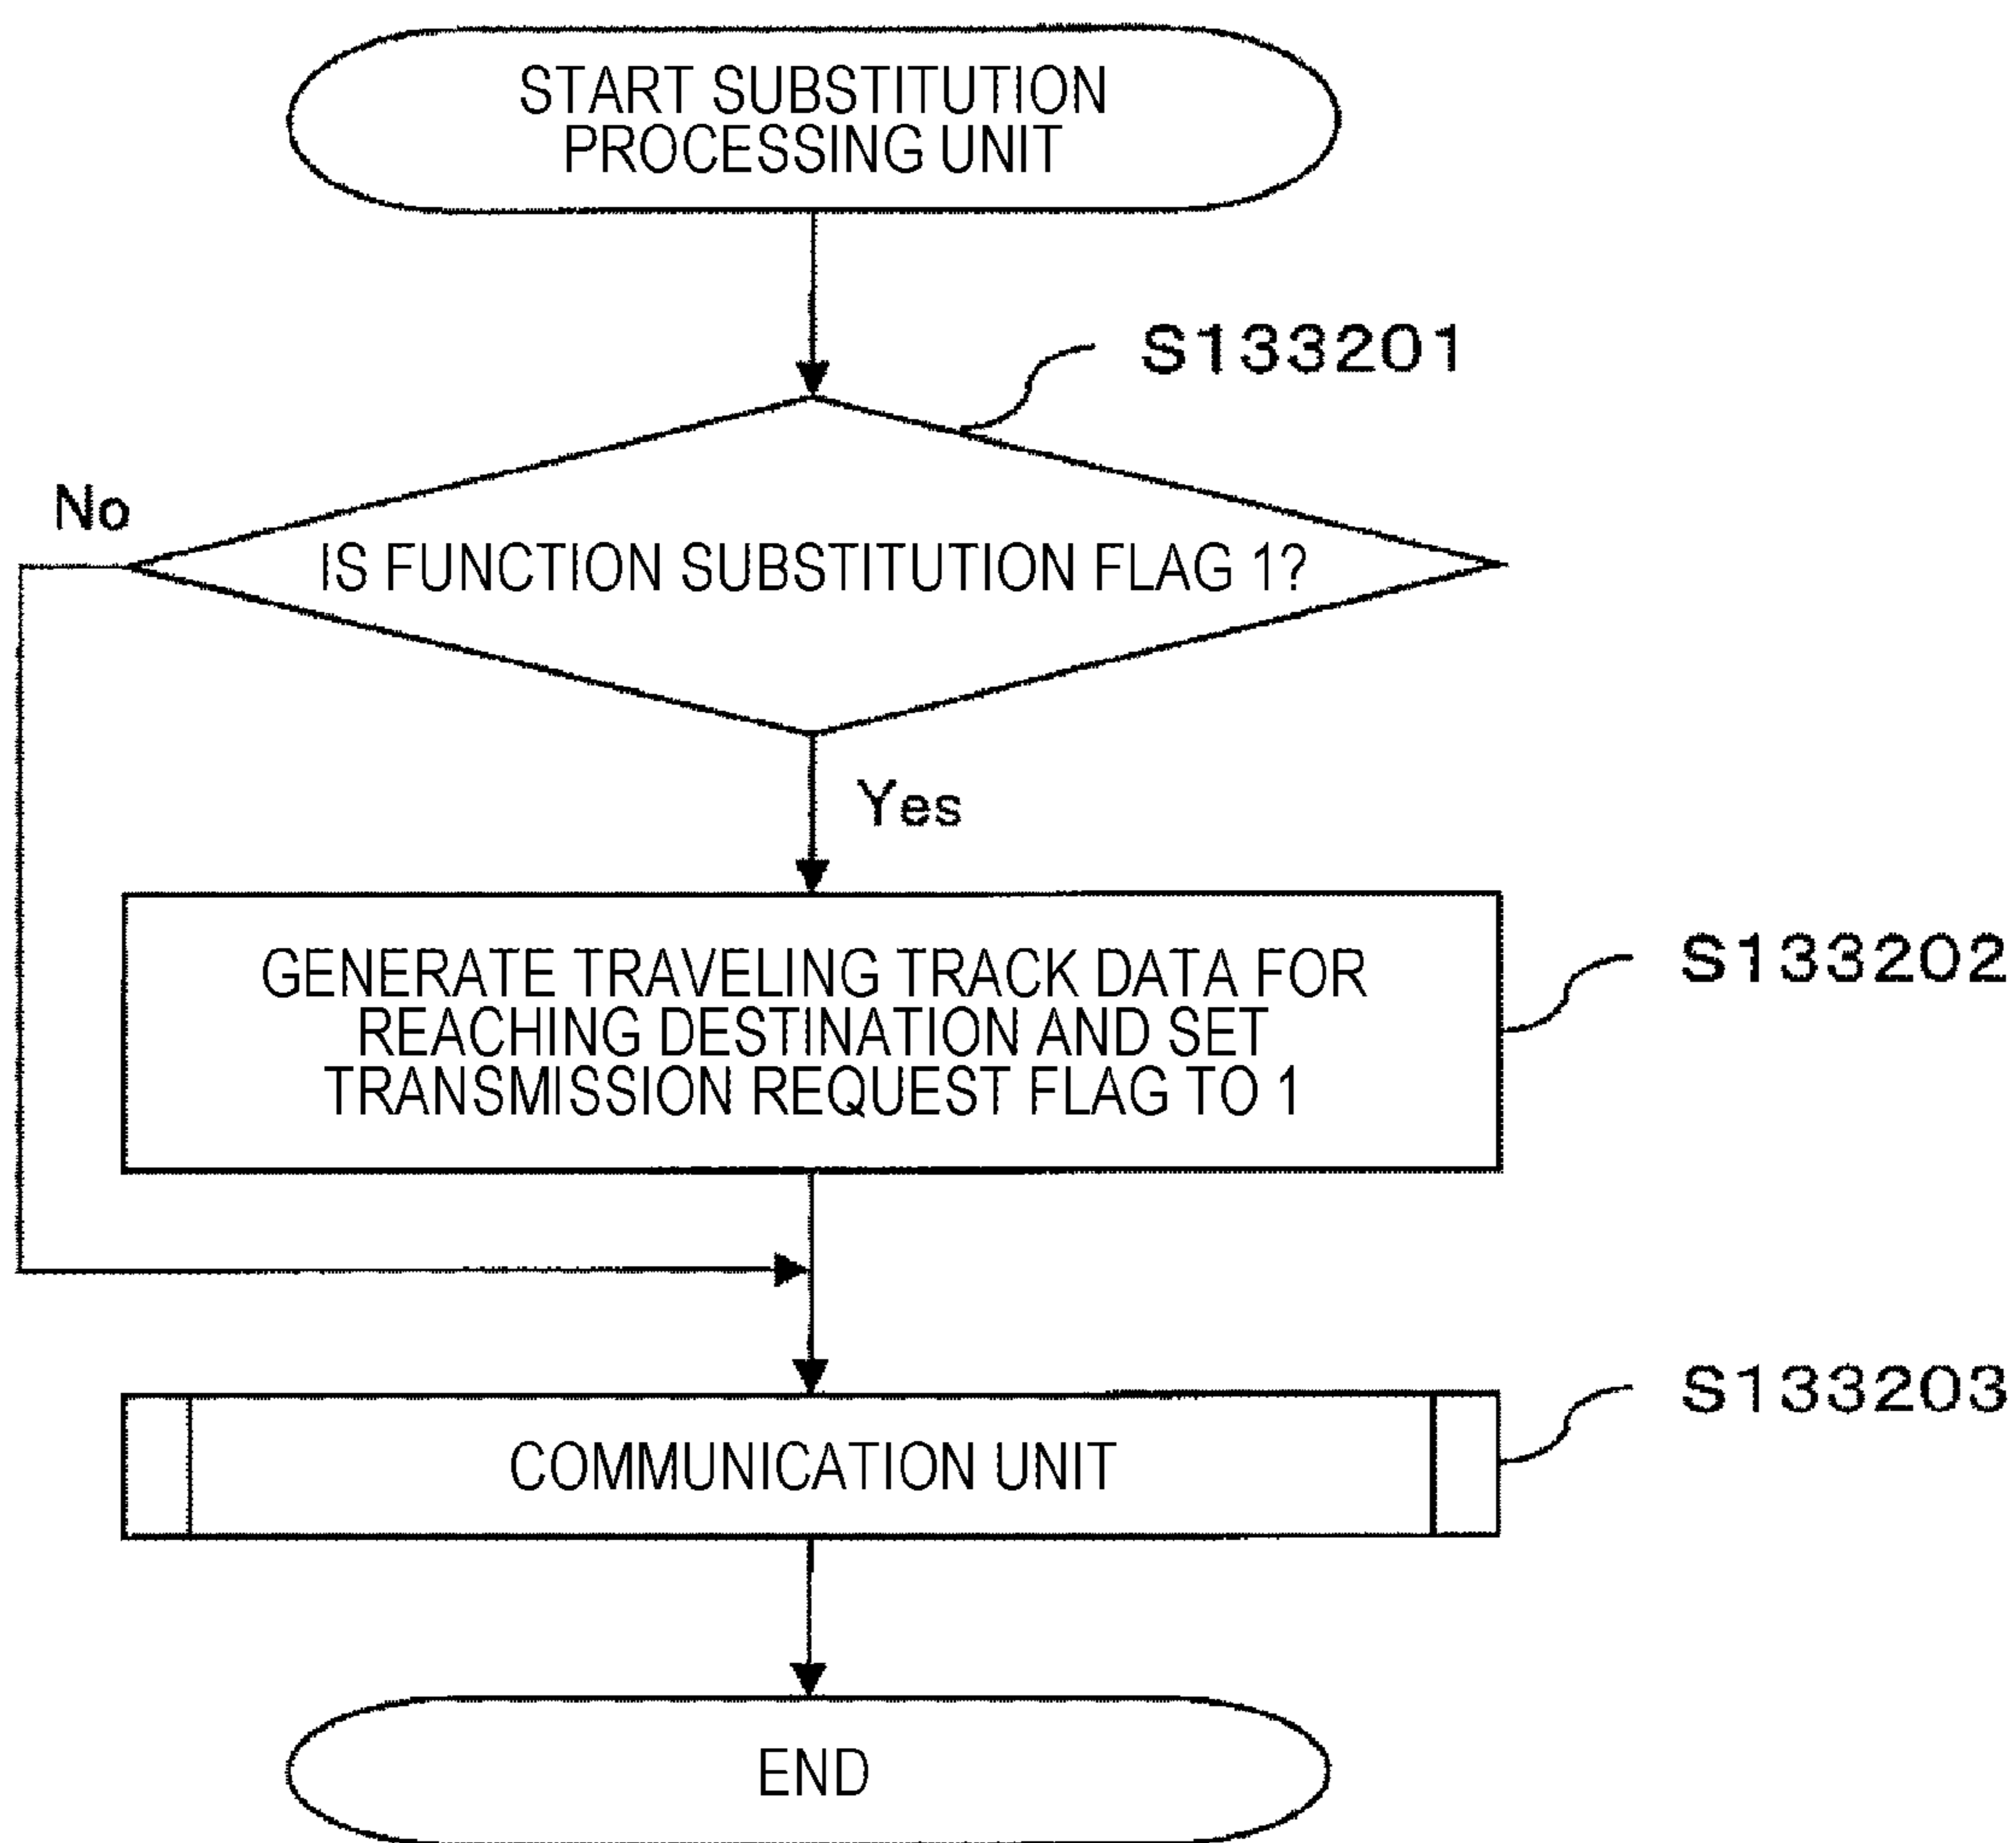 START SUBSTITUTION
PROCESSING UNIT
S133201
No
IS FUNCTION SUBSTITUTION FLAG 1?
Yes
GENERATE TRAVELING TRACK DATA FOR
REACHING DESTINATION AND SET
TRANSMISSION REQUEST FLAG TO 1
S133202
COMMUNICATION UNIT
S133203
END